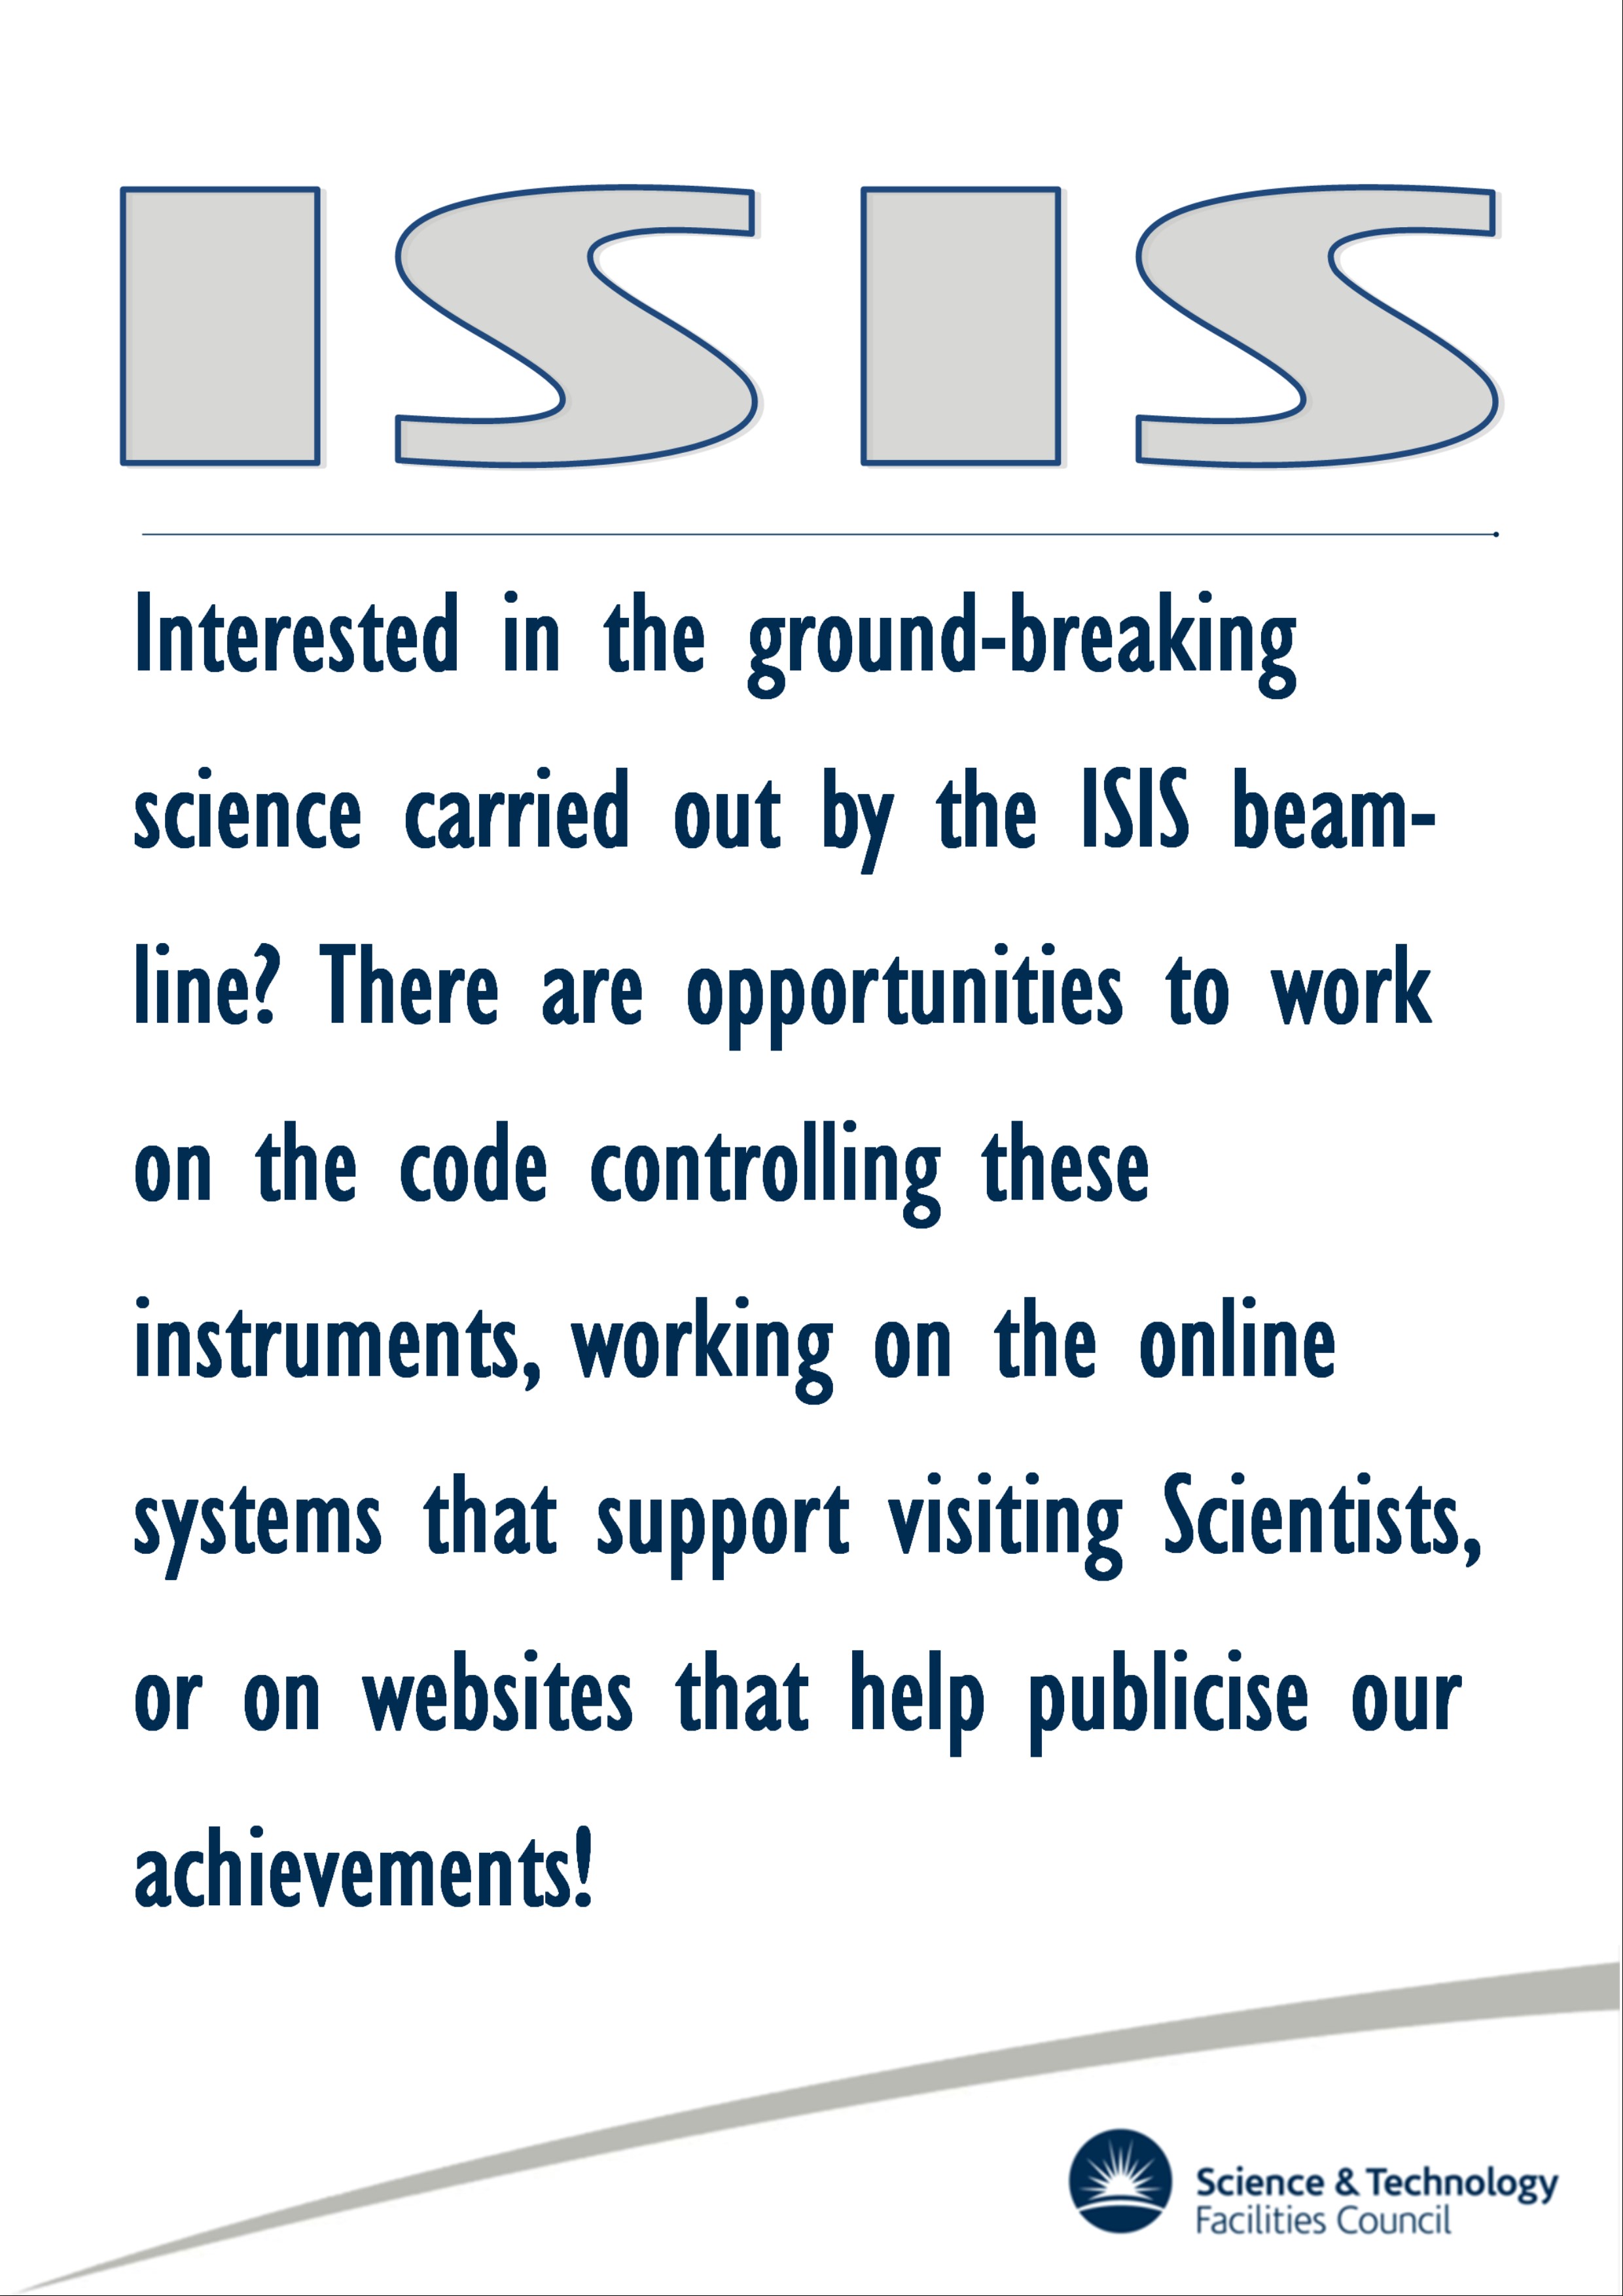 ISIS
Interested in the ground-breaking
science carried out by the ISIS beam-
line? There are opportunities to work
on the code controlling these
instruments, working on the online
systems that support visiting Scientists,
or on websites that help publicise our
achievements!
Science & Technology
Facilities Council